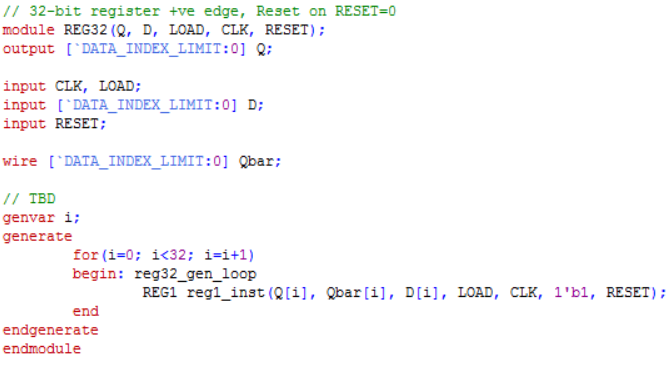 // 32-bit register +ve edge, Reset on RESET=0
module REG32(Q, D, LOAD, CLK, RESET);
output [`DATA_INDEX_LIMIT:0] Q;

input CLK, LOAD;
input [`DATA_INDEX_LIMIT:0] D;
input RESET;

wire [`DATA_INDEX_LIMIT:0] Qbar;

// TBD
genvar i;
generate
        for(i=0; i<32; i=i+1)
        begin: reg32_gen_loop
                REG1 reg1_inst(Q[i], Qbar[i], D[i], LOAD, CLK, 1'b1, RESET);
        end
endgenerate
endmodule